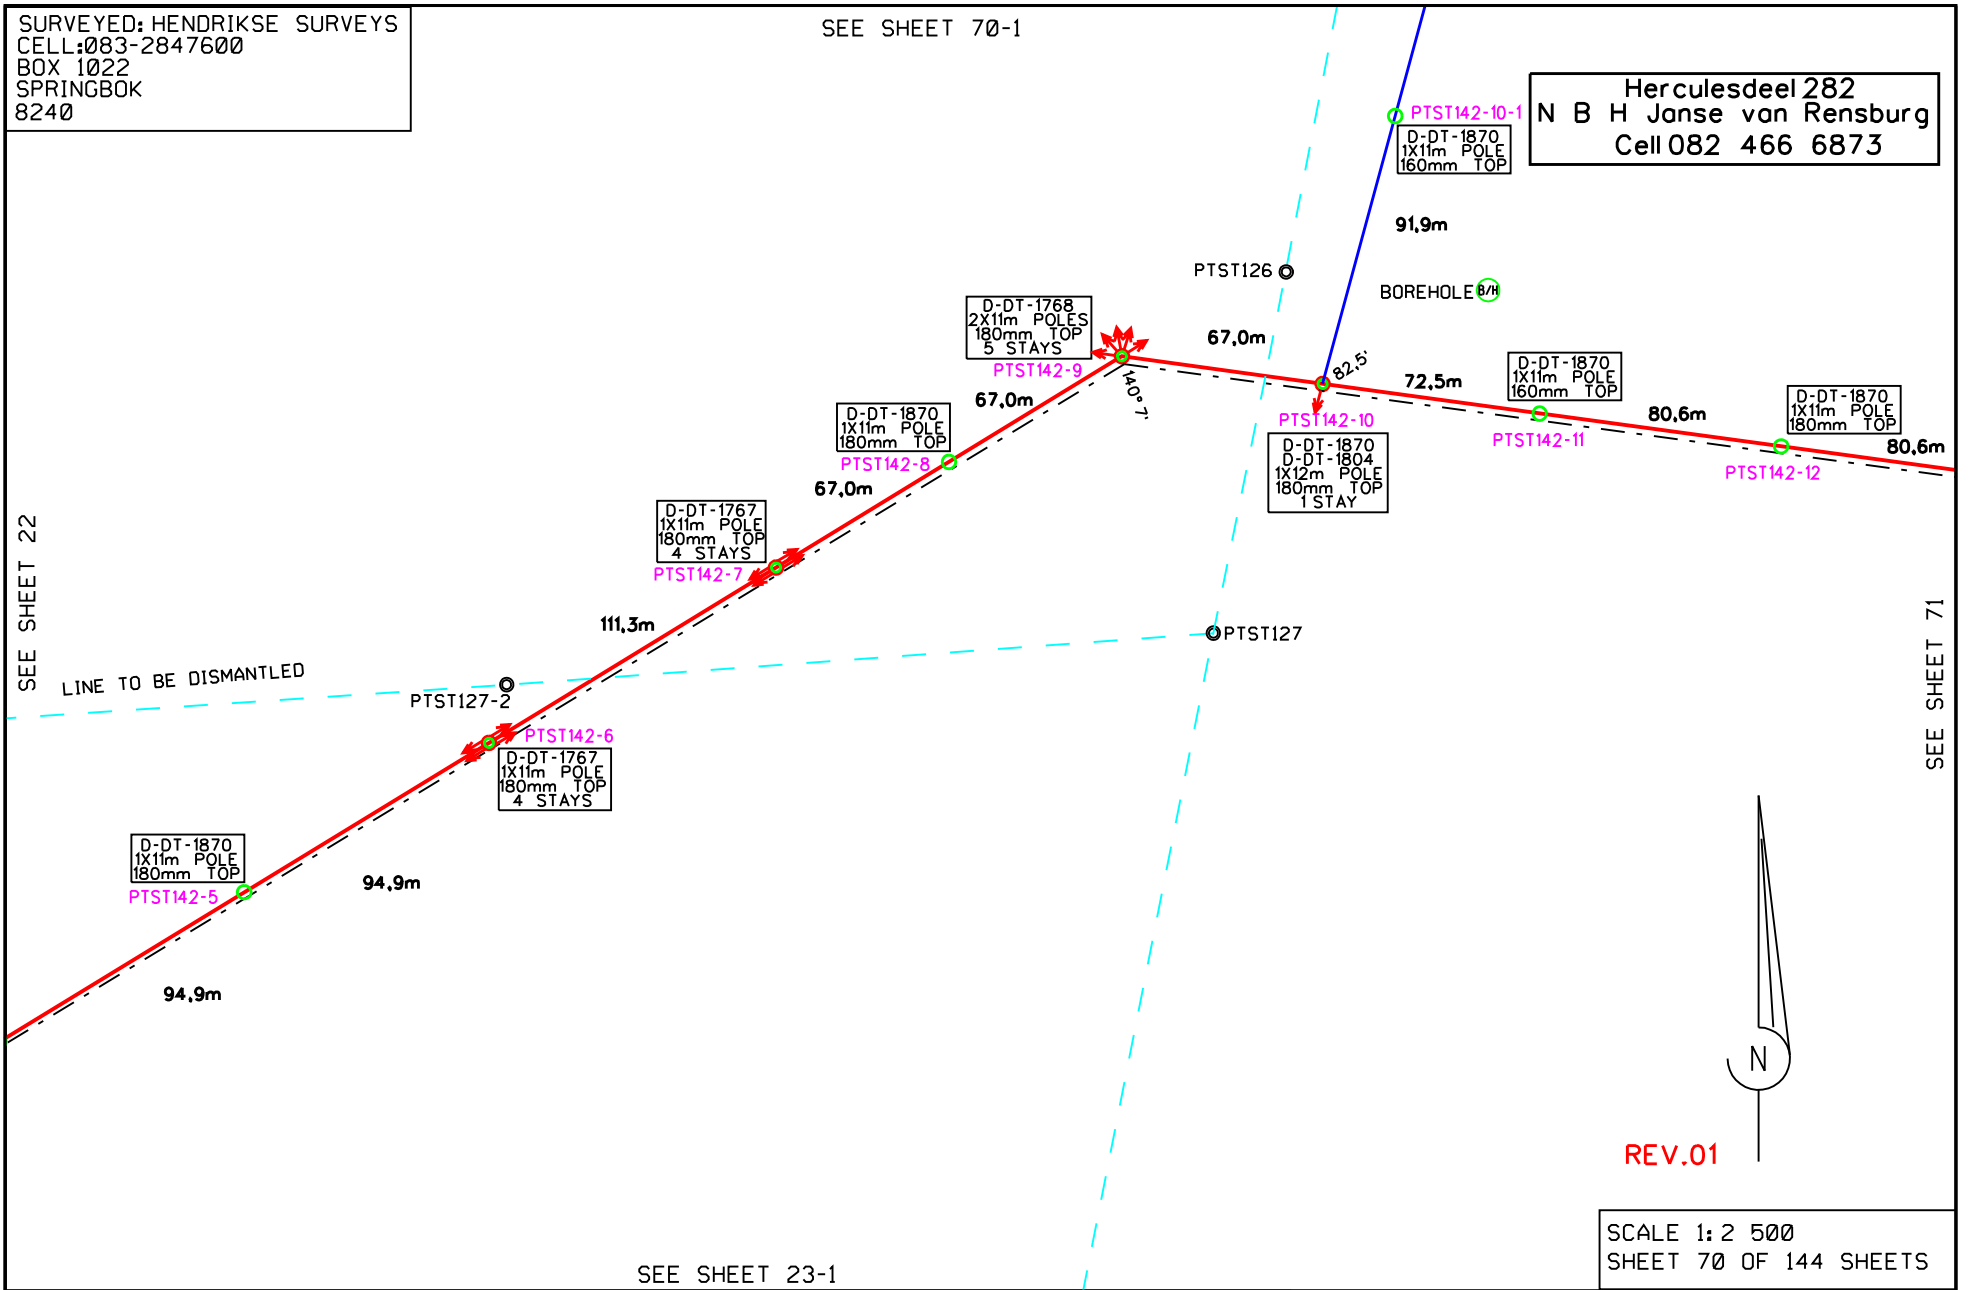 SURVEYED: HENDRIKSE SURVEYS
CELL:083-2847600
BOX 1022
SPRINGBOK
8240
SEE SHEET 70-1
Herculesdeel 282
N B H Janse van Rensburg
Cell 082 466 6873
PTST142-10-1
D-DT-1870
1X11m POLE
160mm TOP
91,9m
PTST126
BOREHOLE B/H
D-DT-1768
2X11m POLES
180mm TOP
5 STAYS
PTST142-9
140°7'
67,0m
82,5'
PTST142-10
D-DT-1870
D-DT-1804
1X12m POLE
180mm TOP
1 STAY
72,5m
D-DT-1870
1X11m POLE
160mm TOP
PTST142-11
80,6m
D-DT-1870
1X11m POLE
180mm TOP
PTST142-12
80,6m
67,0m
D-DT-1870
1X11m POLE
180mm TOP
PTST142-8
67,0m
D-DT-1767
1X11m POLE
180mm TOP
4 STAYS
PTST142-7
111,3m
PTST127
SEE SHEET 22
LINE TO BE DISMANTLED
PTST127-2
PTST142-6
D-DT-1767
1X11m POLE
180mm TOP
4 STAYS
SEE SHEET 71
D-DT-1870
1X11m POLE
180mm TOP
PTST142-5
94,9m
94,9m
N
REV.01
SCALE 1: 2 500
SHEET 70 OF 144 SHEETS
SEE SHEET 23-1